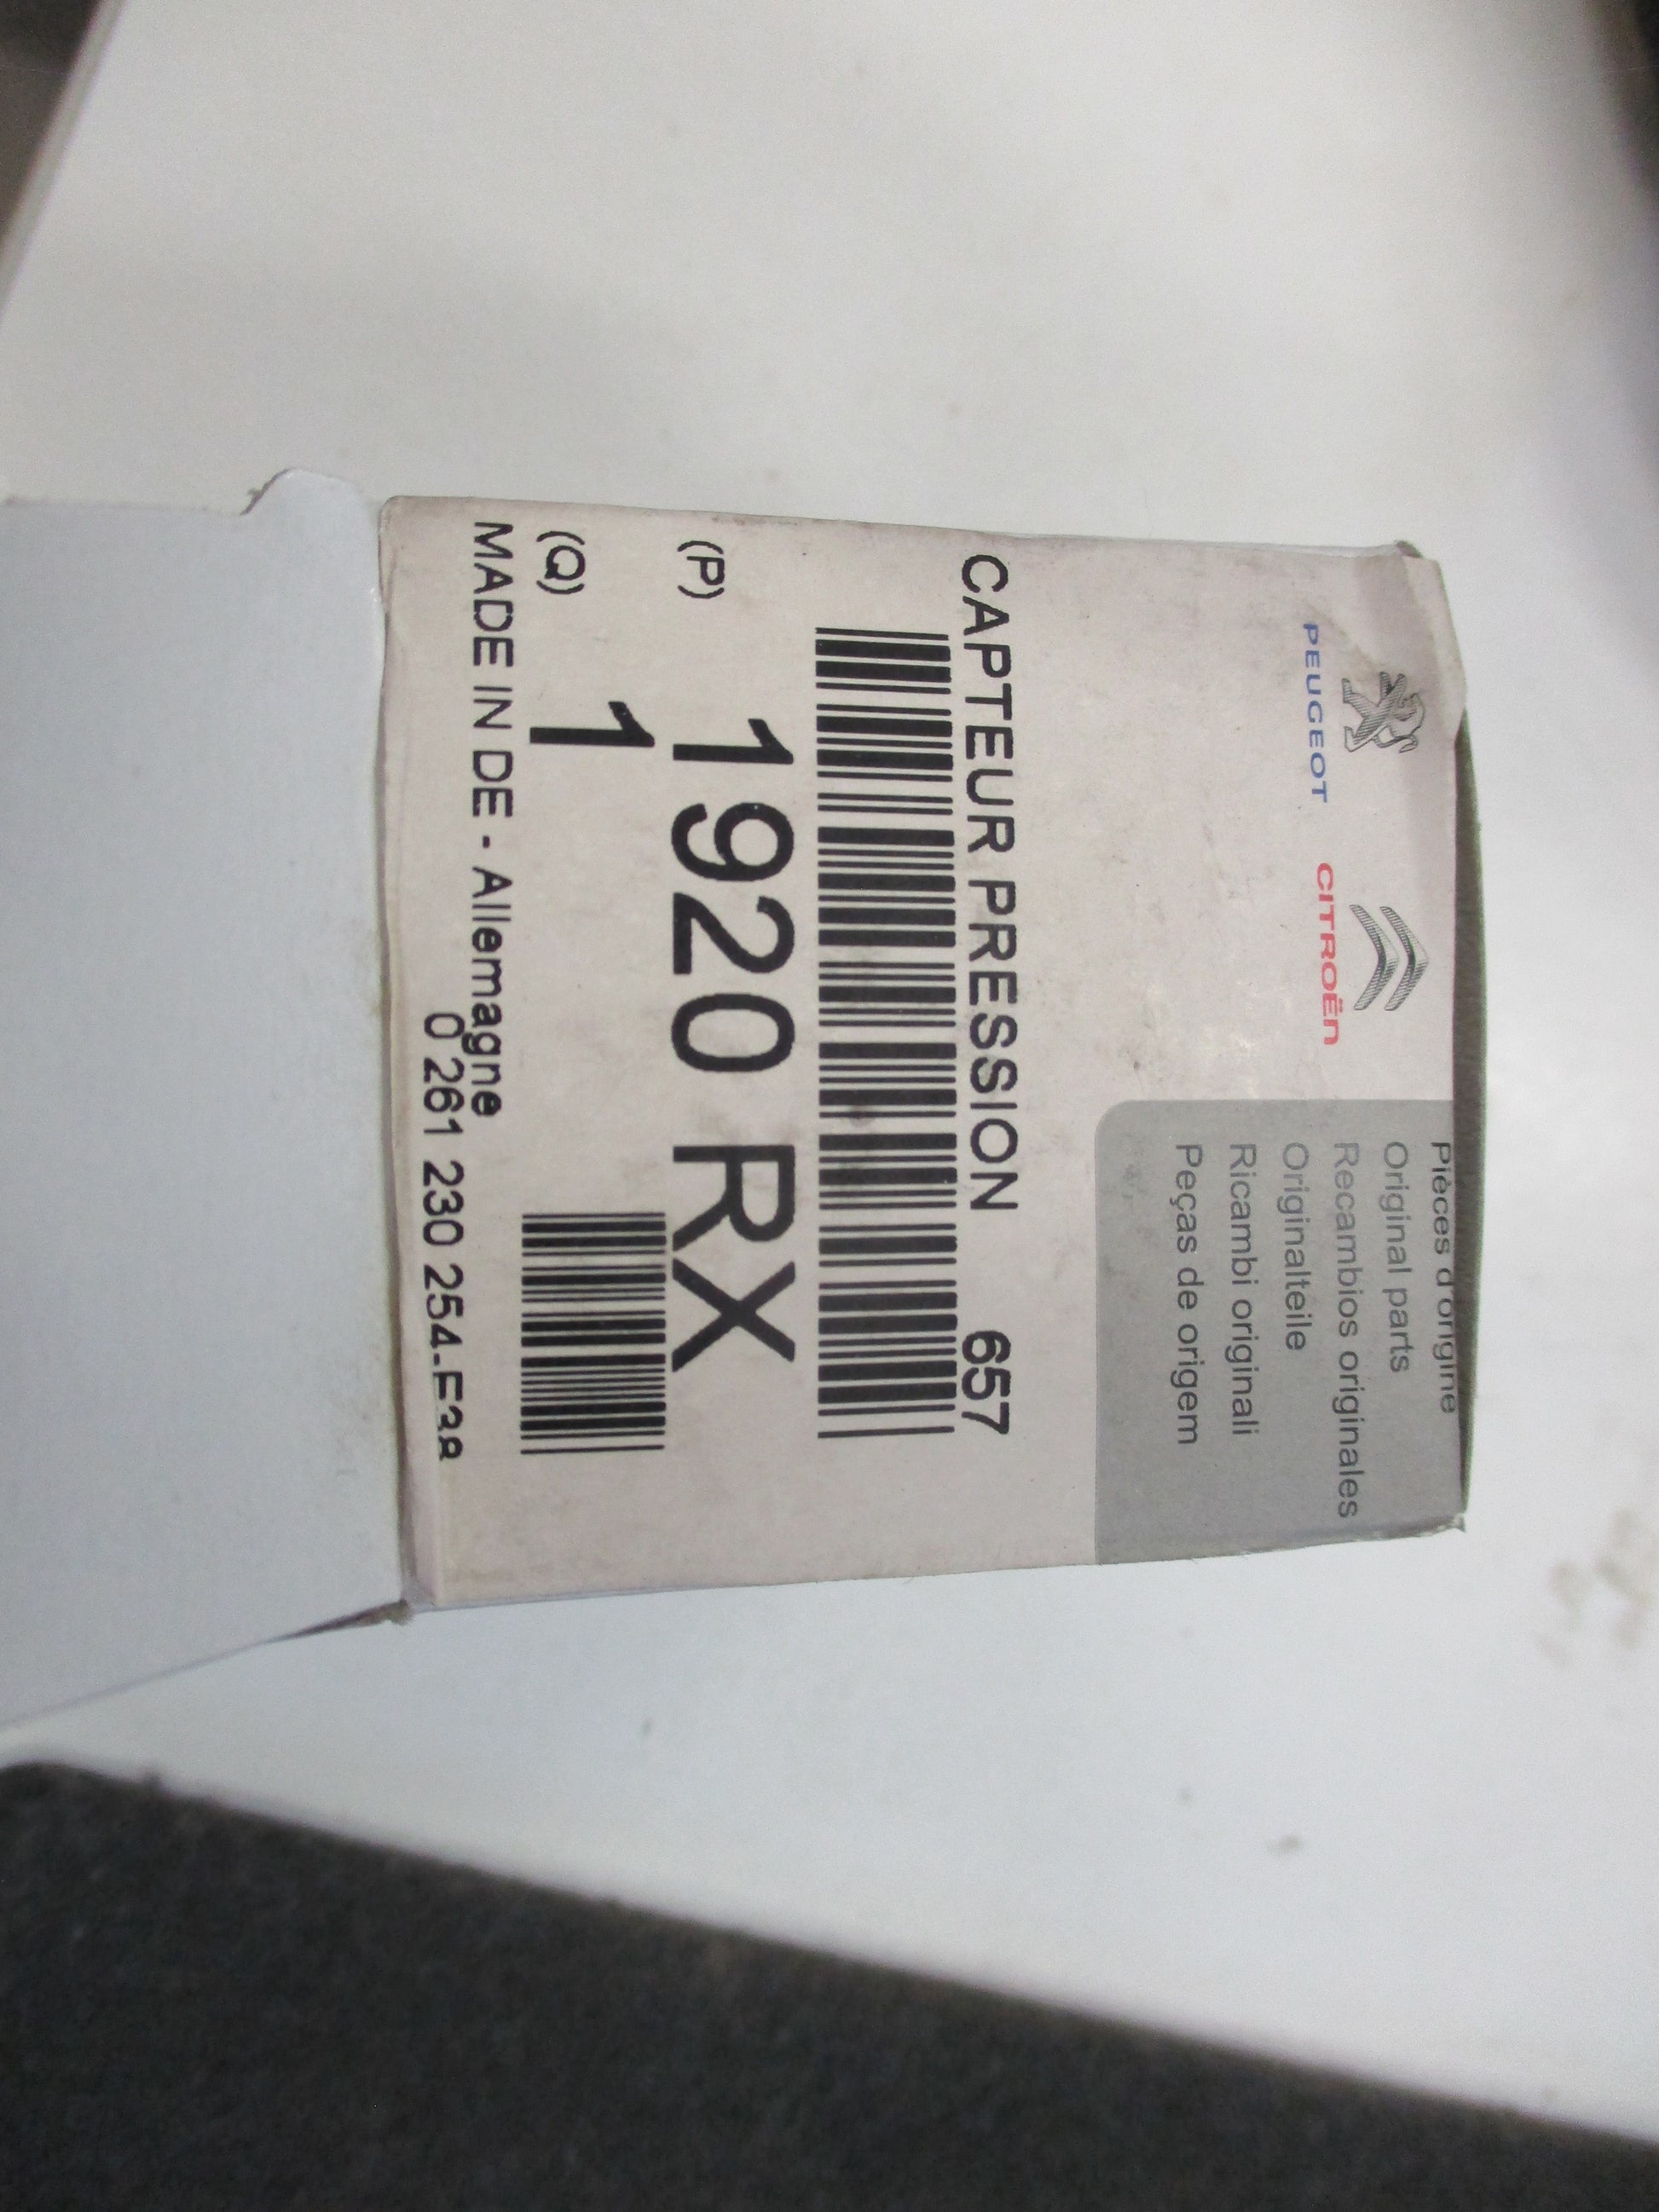 PEUGEOT
CITROËN
Pièces d'origine
Original parts
Recambios originales
Originalteile
Ricambi originali
Peças de origem
CAPTEUR PRESSION 657
(P) 1920 RX
(Q) 1
MADE IN DE - Allemagne
0 261 230 254-